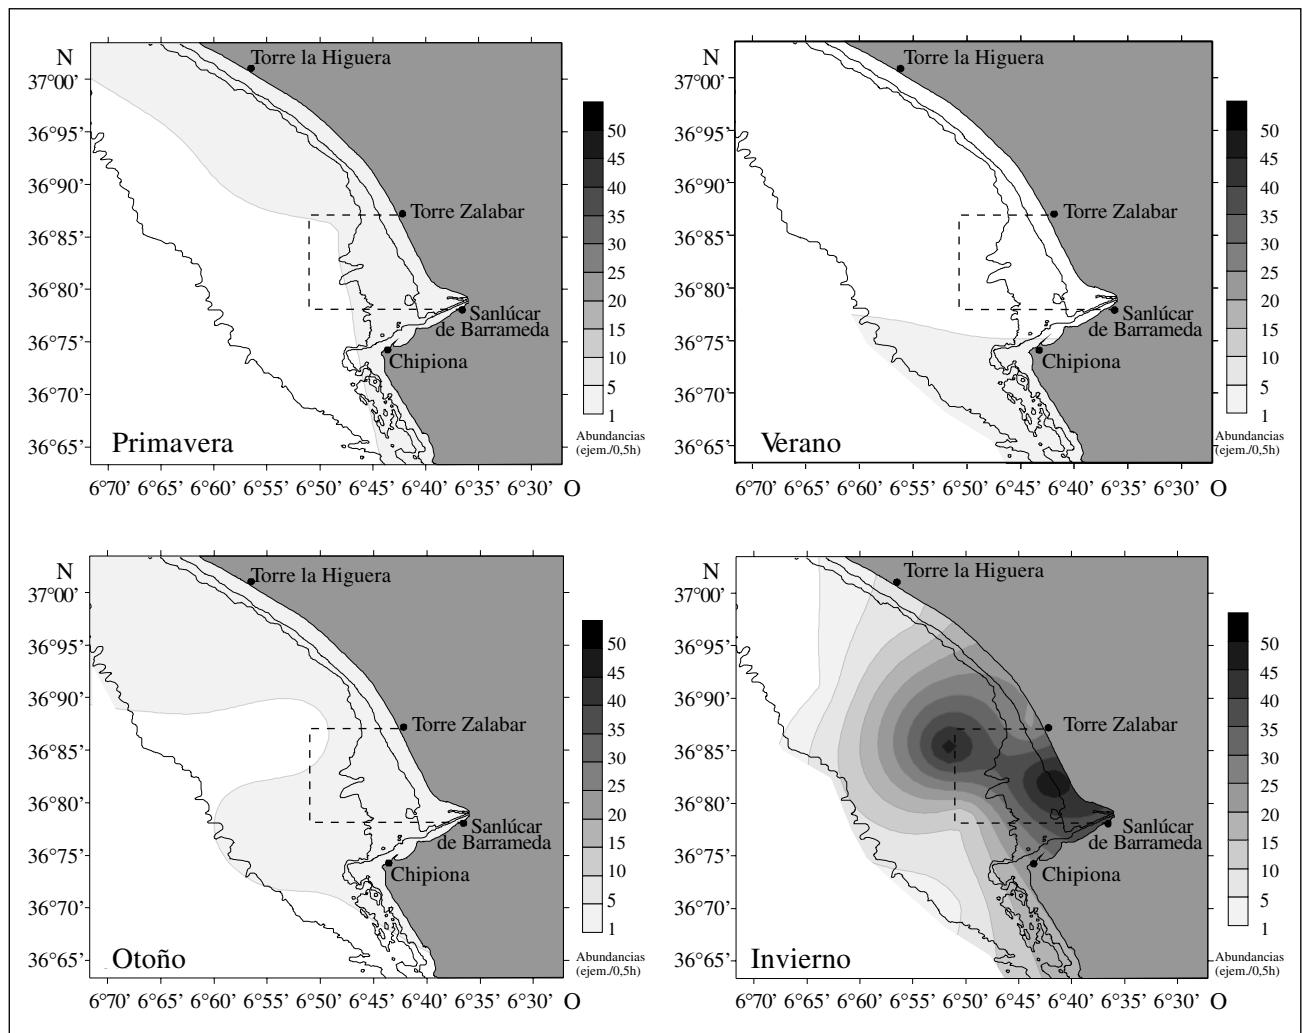 N
Torre la Higuera
37°00'
36°95'
36°90'
36°85'
36°80'
36°75'
36°70'
36°65'
Torre Zalabar
Sanlúcar
de Barrameda
Chipiona
Primavera
50
45
40
35
30
25
20
15
10
5
1
Abundancias
(ejem./0,5h)
6°70' 6°65' 6°60' 6°55' 6°50' 6°45' 6°40' 6°35' 6°30' O
N
Torre la Higuera
37°00'
36°95'
36°90'
36°85'
36°80'
36°75'
36°70'
36°65'
Torre Zalabar
Sanlúcar
de Barrameda
Chipiona
Verano
50
45
40
35
30
25
20
15
10
5
1
Abundancias
(ejem./0,5h)
6°70' 6°65' 6°60' 6°55' 6°50' 6°45' 6°40' 6°35' 6°30' O
N
Torre la Higuera
37°00'
36°95'
36°90'
36°85'
36°80'
36°75'
36°70'
36°65'
Torre Zalabar
Sanlúcar
de Barrameda
Chipiona
Otoño
50
45
40
35
30
25
20
15
10
5
1
Abundancias
(ejem./0,5h)
6°70' 6°65' 6°60' 6°55' 6°50' 6°45' 6°40' 6°35' 6°30' O
N
Torre la Higuera
37°00'
36°95'
36°90'
36°85'
36°80'
36°75'
36°70'
36°65'
Torre Zalabar
Sanlúcar
de Barrameda
Chipiona
Invierno
50
45
40
35
30
25
20
15
10
5
1
Abundancias
(ejem./0,5h)
6°70' 6°65' 6°60' 6°55' 6°50' 6°45' 6°40' 6°35' 6°30' O